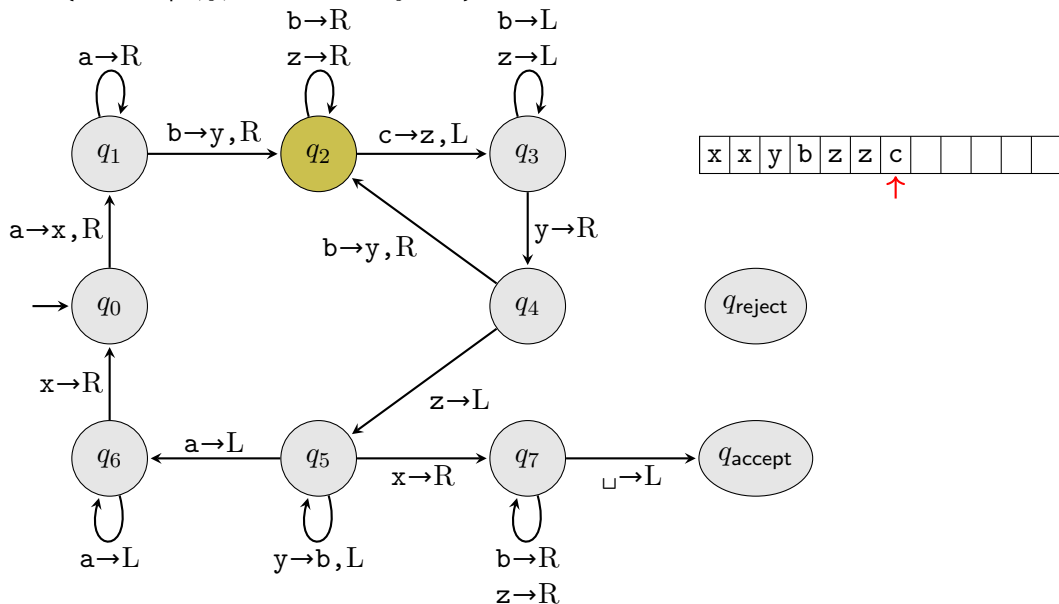 b→R
z→R
b→L
z→L
a→R
q1
b→y,R
q2
c→z,L
q3
x x y b z z c
↑
a→x,R
b→y,R
y→R
q0
q4
qreject
x→R
z→L
q6
a→L
q5
x→R
q7
␣→L
qaccept
a→L
y→b,L
b→R
z→R